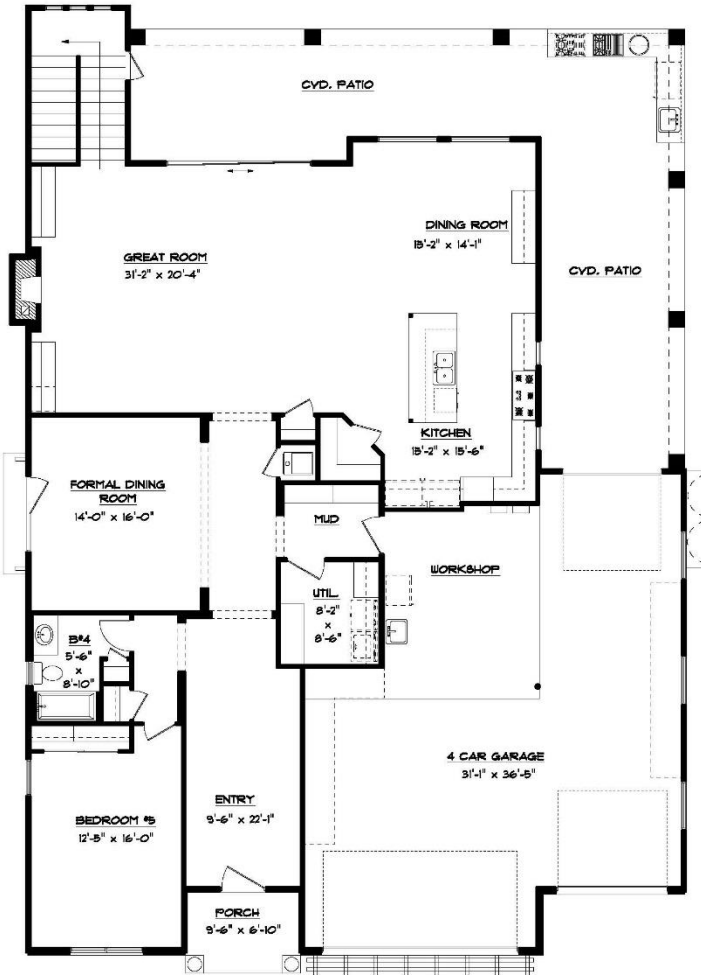 CVD. PATIO
DINING ROOM
15'-2" x 14'-1"
GREAT ROOM
31'-2" x 20'-4"
CVD. PATIO
KITCHEN
15'-2" x 15'-6"
FORMAL DINING
ROOM
14'-0" x 16'-0"
MUD
WORKSHOP
UTIL.
8'-2"
x
8'-6"
B#4
5'-6"
x
8'-10"
4 CAR GARAGE
31'-1" x 36'-5"
ENTRY
9'-6" x 22'-1"
BEDROOM #5
12'-5" x 16'-0"
PORCH
9'-6" x 6'-10"